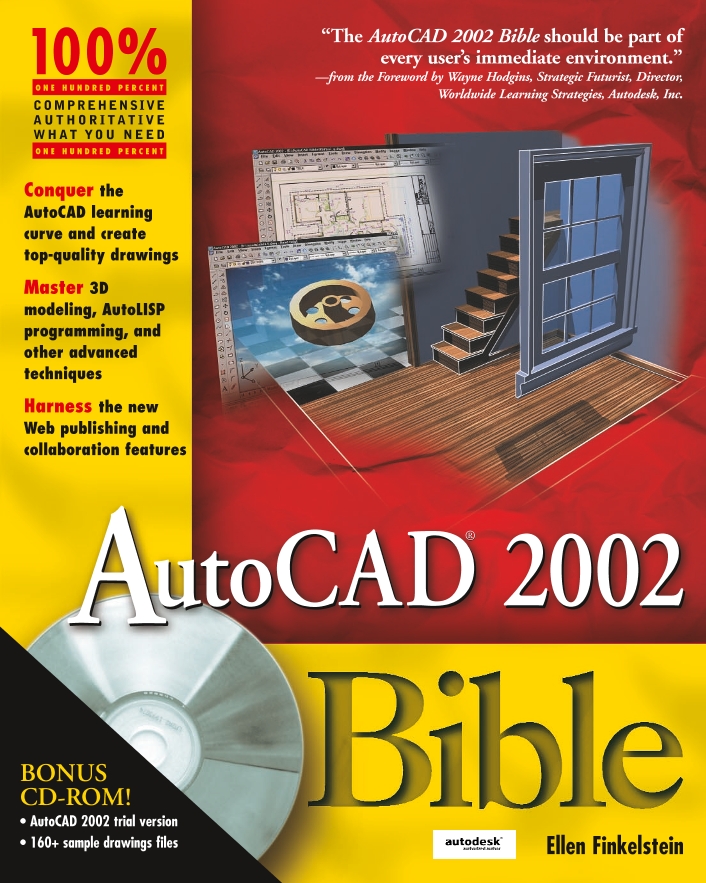 100%
ONE HUNDRED PERCENT
COMPREHENSIVE
AUTHORITATIVE
WHAT YOU NEED
ONE HUNDRED PERCENT
“The AutoCAD 2002 Bible should be part of
every user’s immediate environment.”
—from the Foreword by Wayne Hodgins, Strategic Futurist, Director,
Worldwide Learning Strategies, Autodesk, Inc.
Conquer the
AutoCAD learning
curve and create
top-quality drawings
Master 3D
modeling, AutoLISP
programming, and
other advanced
techniques
Harness the new
Web publishing and
collaboration features
AutoCAD® 2002
Bible
BONUS
CD-ROM!
• AutoCAD 2002 trial version
• 160+ sample drawings files
autodesk®
Ellen Finkelstein